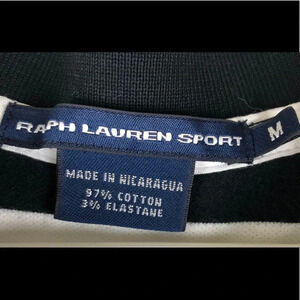 RALPH LAUREN SPORT
M
MADE IN NICARAGUA
97% COTTON
3% ELASTANE